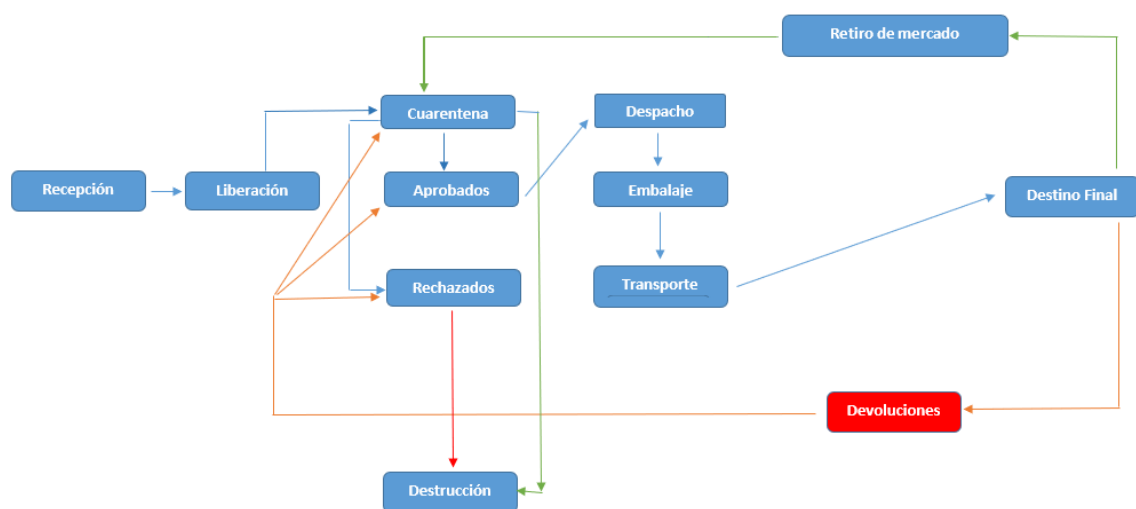 Retiro de mercado
Cuarentena
Despacho
Recepción
Liberación
Aprobados
Embalaje
Destino Final
Rechazados
Transporte
Devoluciones
Destrucción